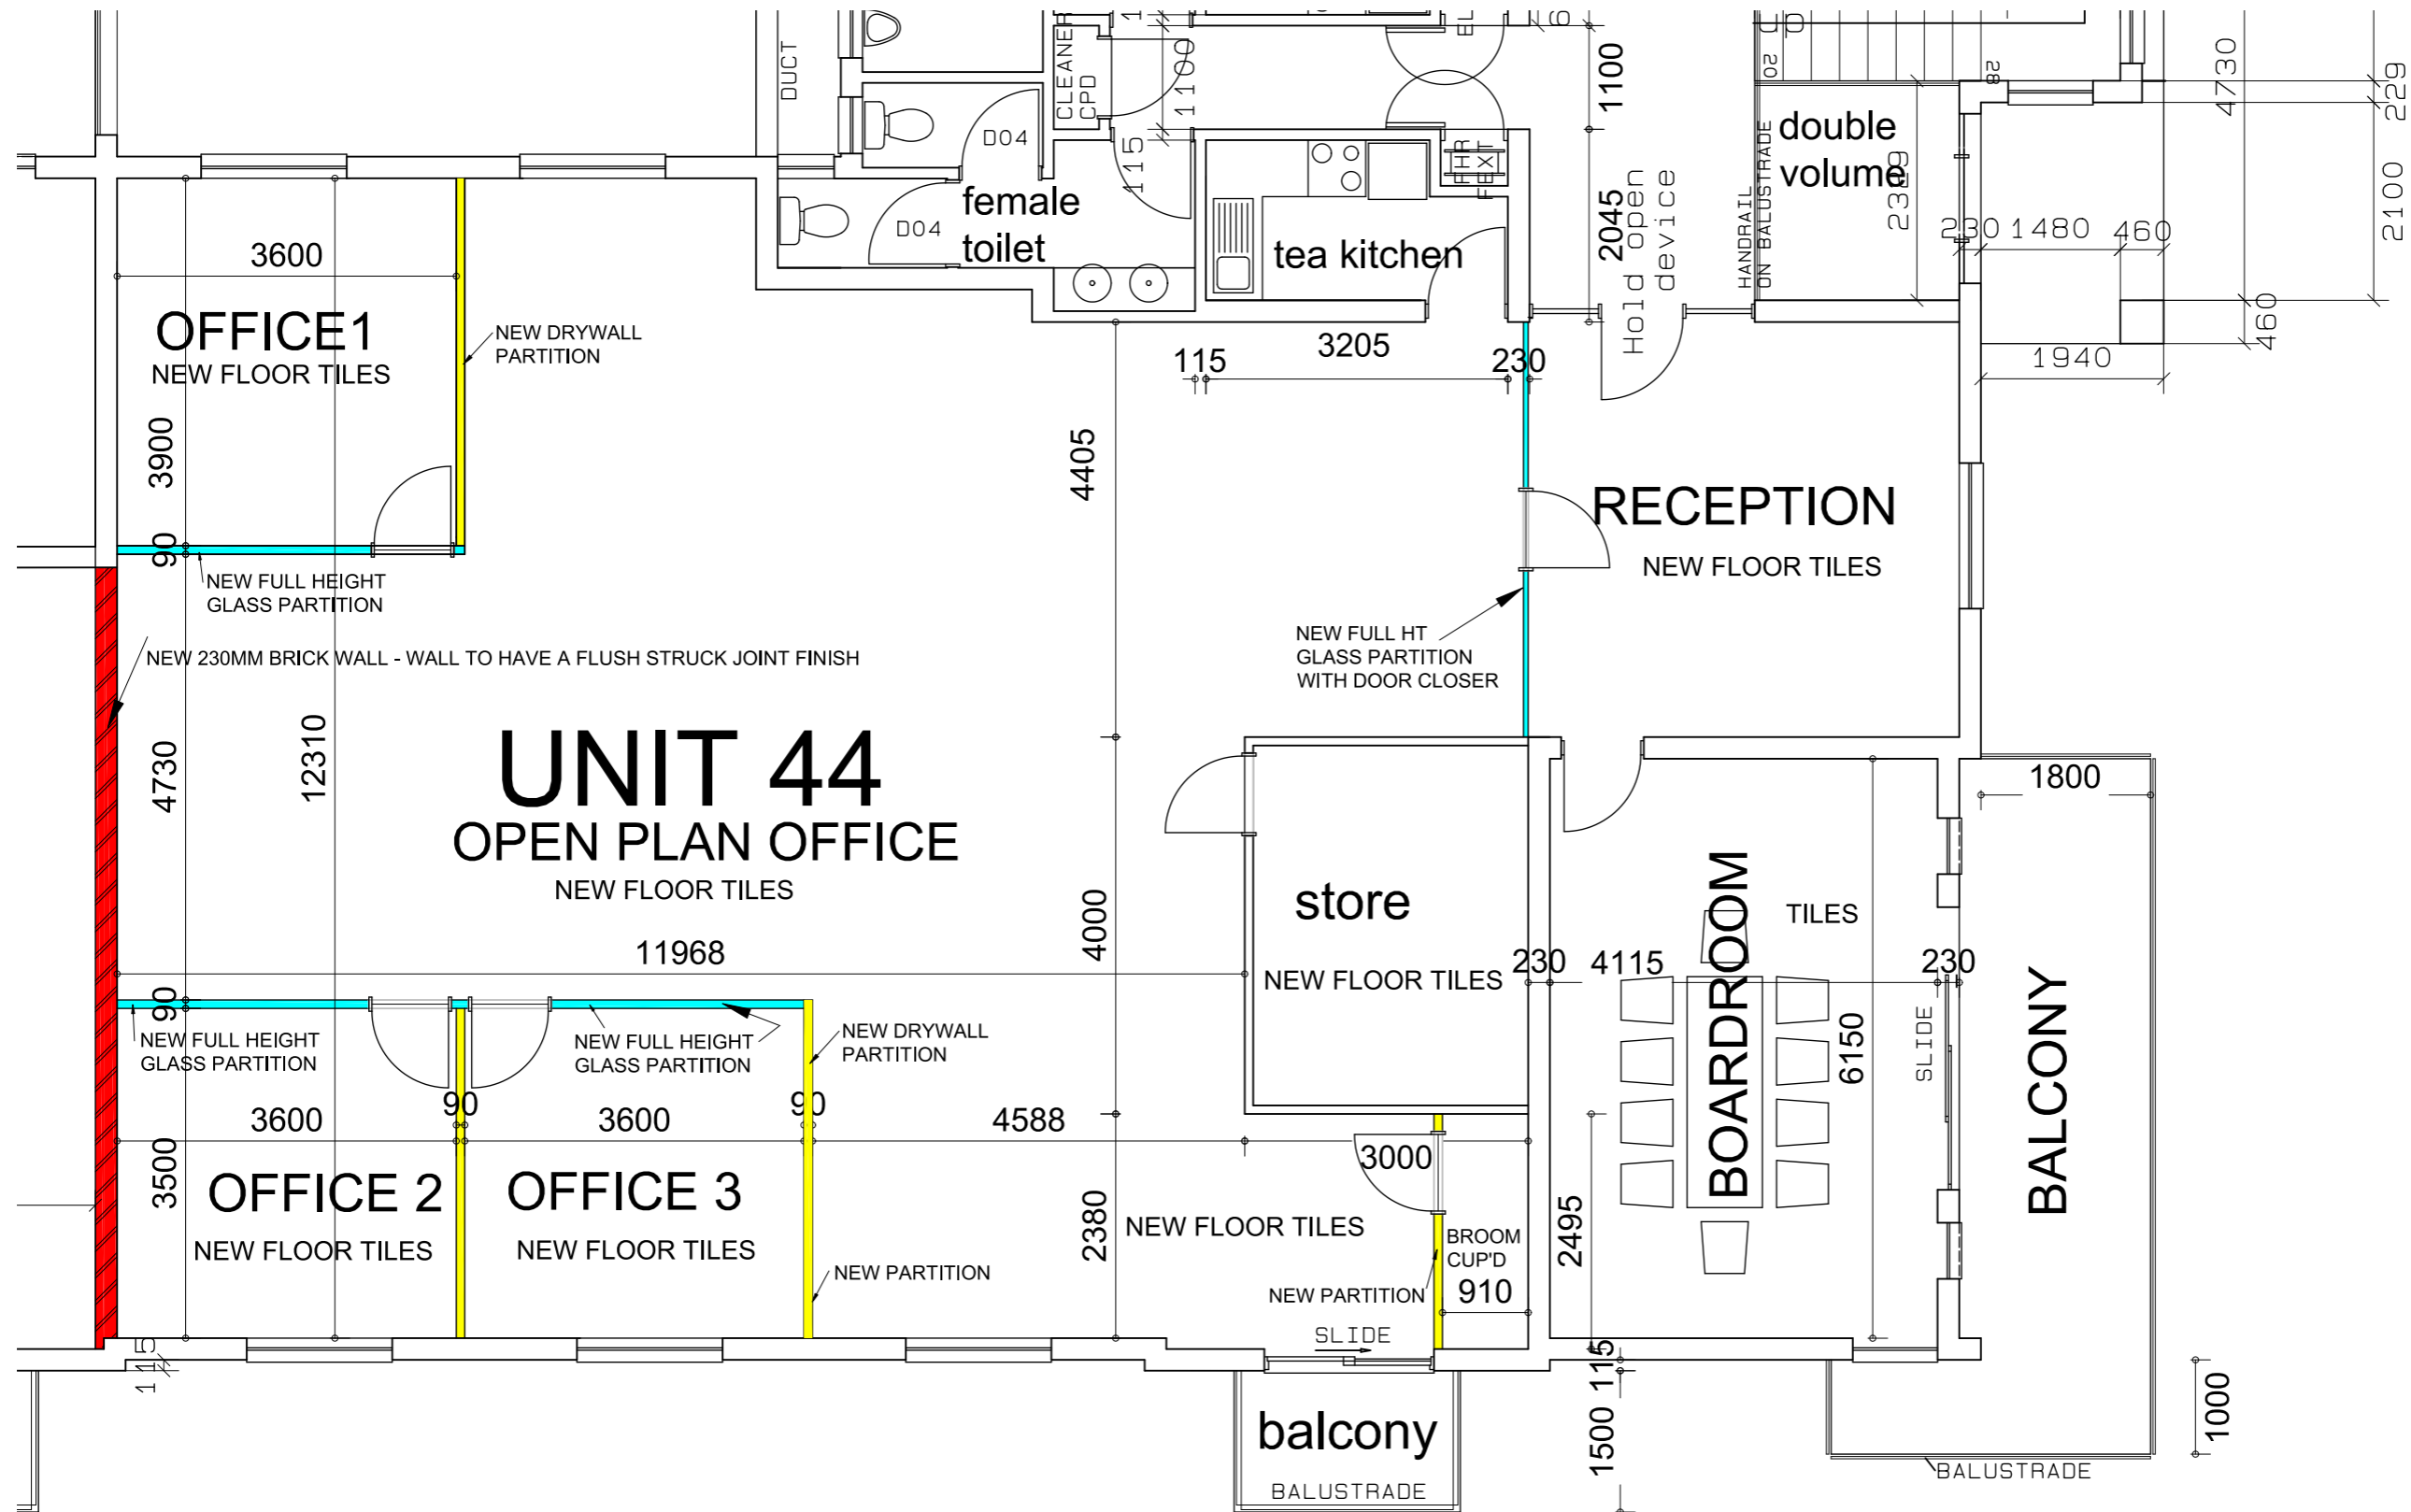 DUCT
CLEANER
CPD
1100
1100
115
D04
D04
female
toilet
tea kitchen
FHR
FEXT
2045
Hold open
device
HANDRAIL
ON BALUSTRADE
20
28
double
volume
230
1480
460
4730
229
2100
460
1940
3600
OFFICE1
NEW FLOOR TILES
NEW DRYWALL
PARTITION
3900
90
NEW FULL HEIGHT
GLASS PARTITION
115
3205
230
4405
RECEPTION
NEW FLOOR TILES
NEW FULL HT
GLASS PARTITION
WITH DOOR CLOSER
NEW 230MM BRICK WALL - WALL TO HAVE A FLUSH STRUCK JOINT FINISH
4730
12310
UNIT 44
OPEN PLAN OFFICE
NEW FLOOR TILES
11968
4000
store
NEW FLOOR TILES
230
4115
BOARDROOM
TILES
6150
230
SLIDE
1800
BALCONY
90
NEW FULL HEIGHT
GLASS PARTITION
NEW FULL HEIGHT
GLASS PARTITION
NEW DRYWALL
PARTITION
3600
90
3600
90
4588
3000
3500
OFFICE 2
NEW FLOOR TILES
OFFICE 3
NEW FLOOR TILES
NEW PARTITION
2380
NEW FLOOR TILES
NEW PARTITION
BROOM
CUP'D
910
2495
SLIDE
115
115
1500
balcony
BALUSTRADE
1000
BALUSTRADE